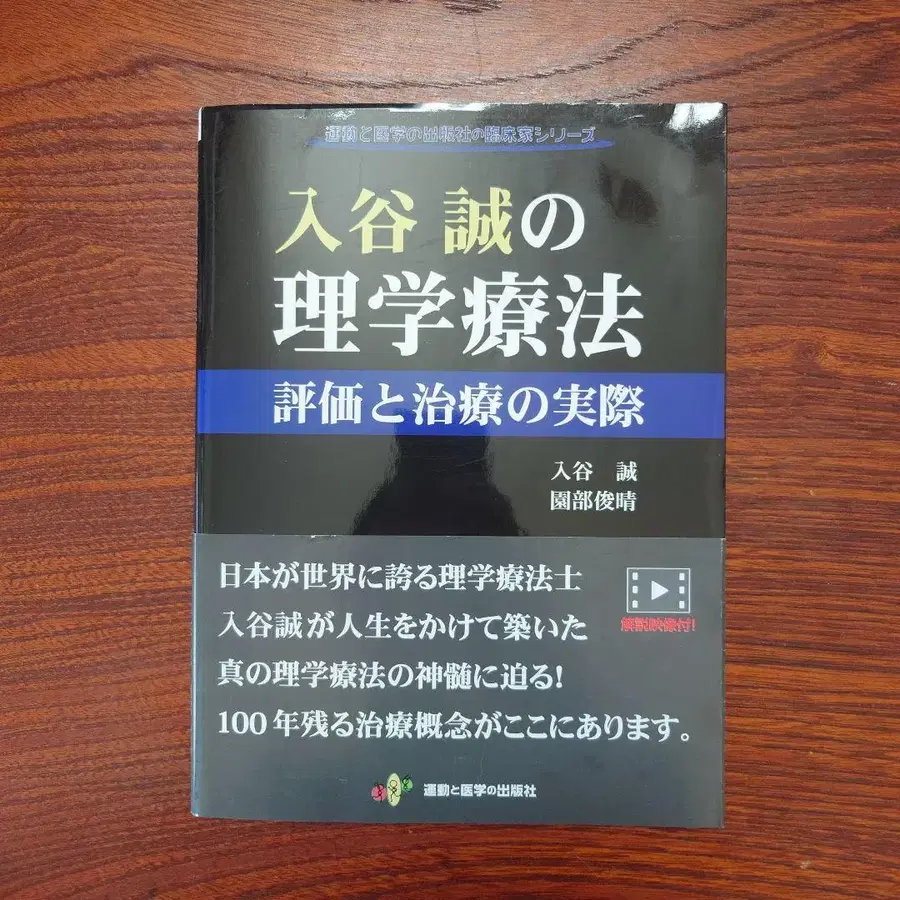 運動と医学の出版社の臨床家シリーズ
入谷 誠の
理学療法
評価と治療の実際
入谷 誠
園部俊晴
日本が世界に誇る理学療法士
入谷誠が人生をかけて築いた
真の理学療法の神髄に迫る!
100年残る治療概念がここにあります。
解説映像付!
運動と医学の出版社